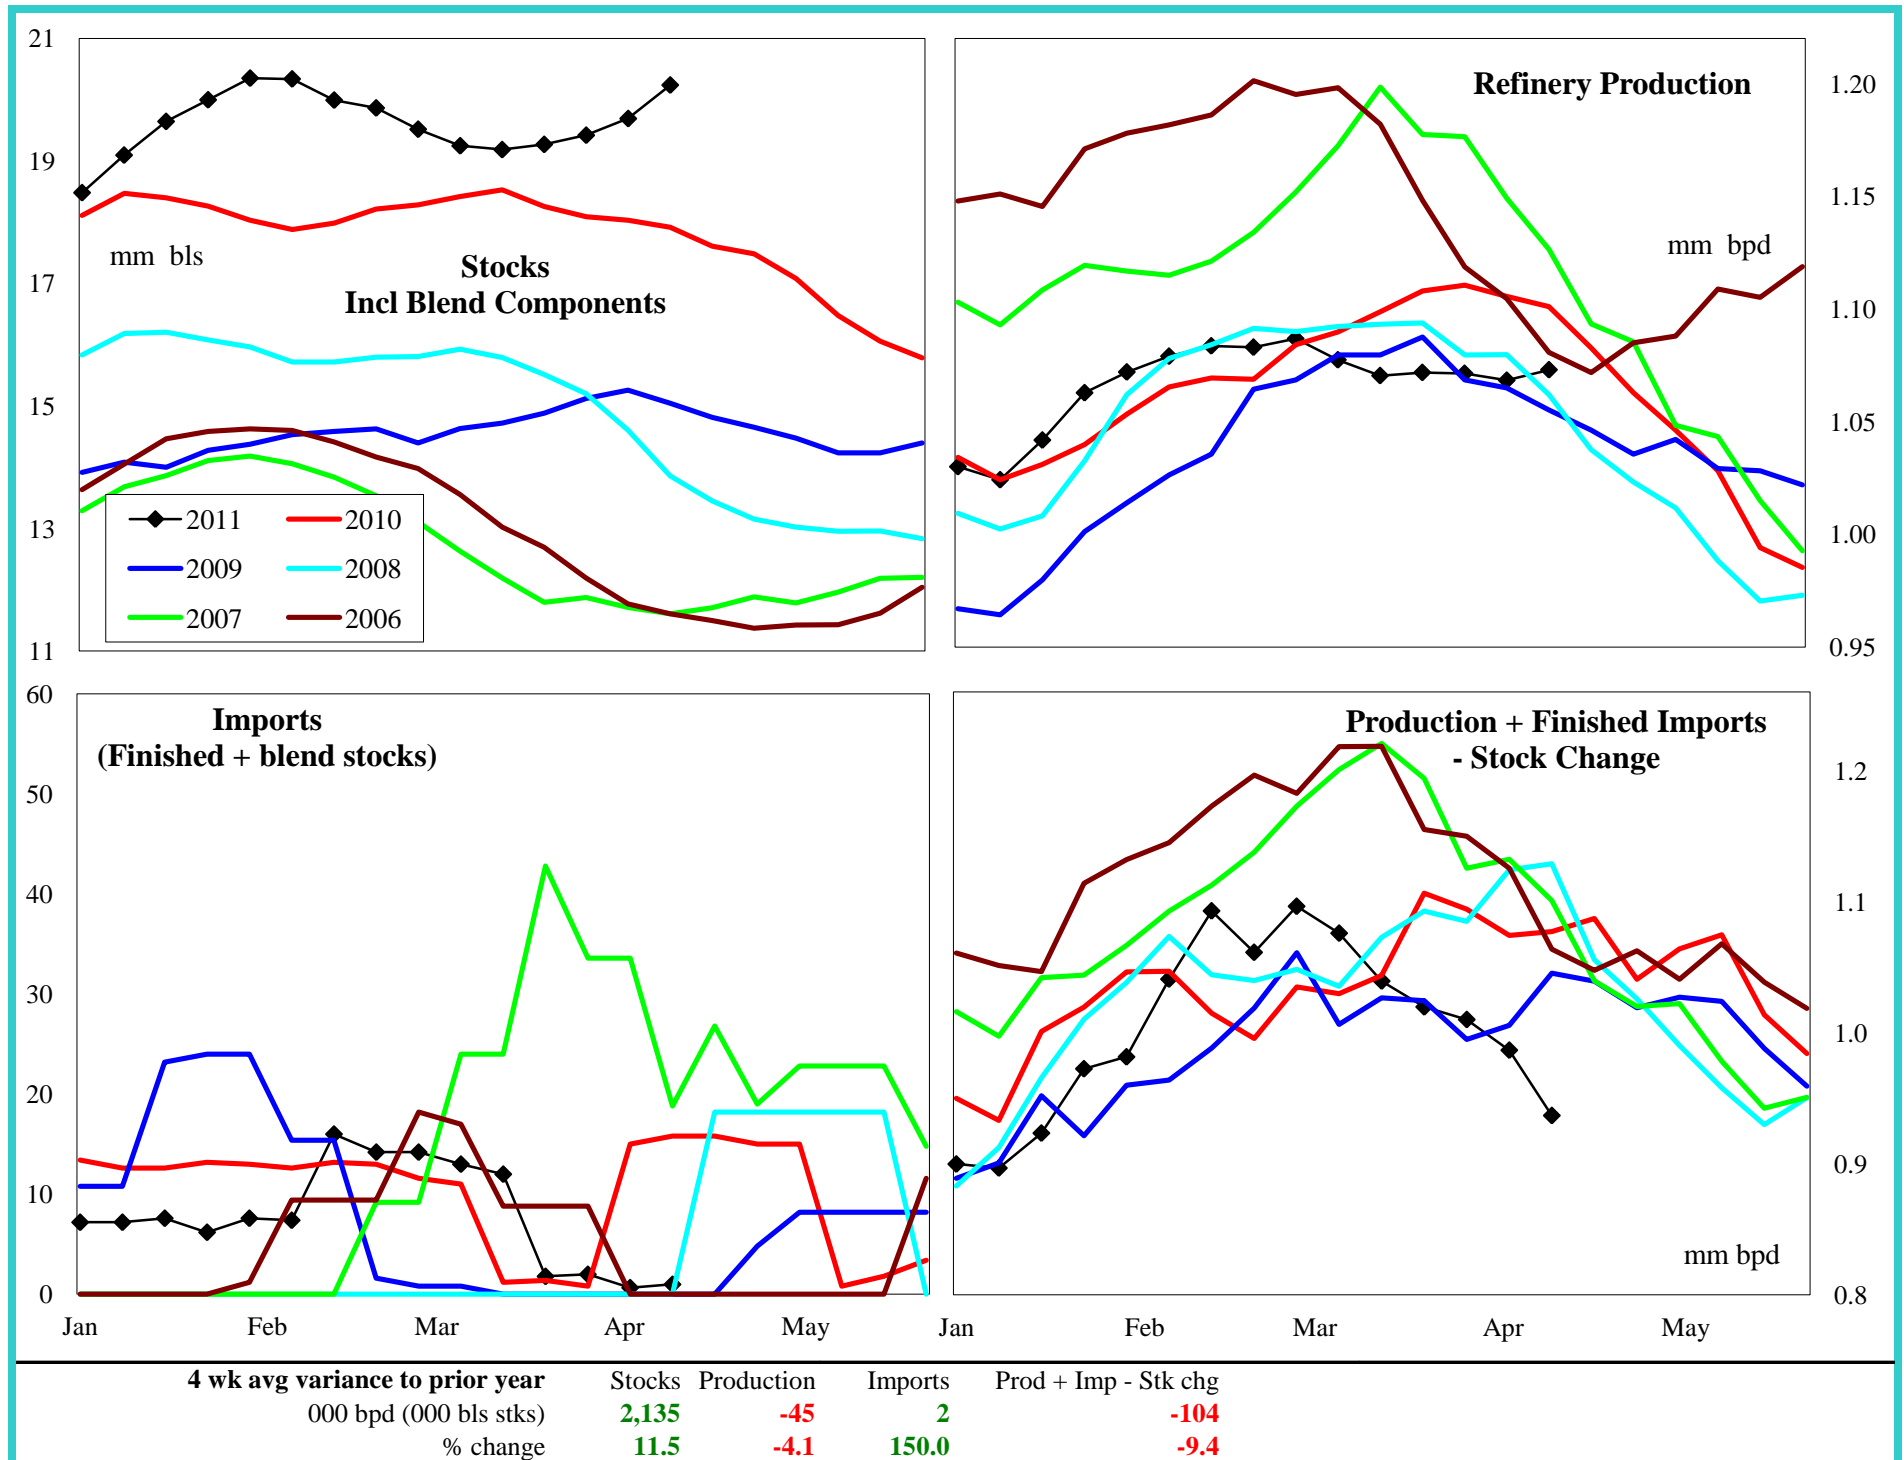 21
19
17
15
13
11
mm bls
Stocks
Incl Blend Components
2011
2010
2009
2008
2007
2006
Refinery Production
mm bpd
1.20
1.15
1.10
1.05
1.00
0.95
60
50
40
30
20
10
0
Imports
(Finished + blend stocks)
Jan Feb Mar Apr May
Production + Finished Imports
- Stock Change
1.2
1.1
1.0
0.9
0.8
mm bpd
Jan Feb Mar Apr May
4 wk avg variance to prior year Stocks Production Imports Prod + Imp - Stk chg
000 bpd (000 bls stks) 2,135 -45 2 -104
% change 11.5 -4.1 150.0 -9.4